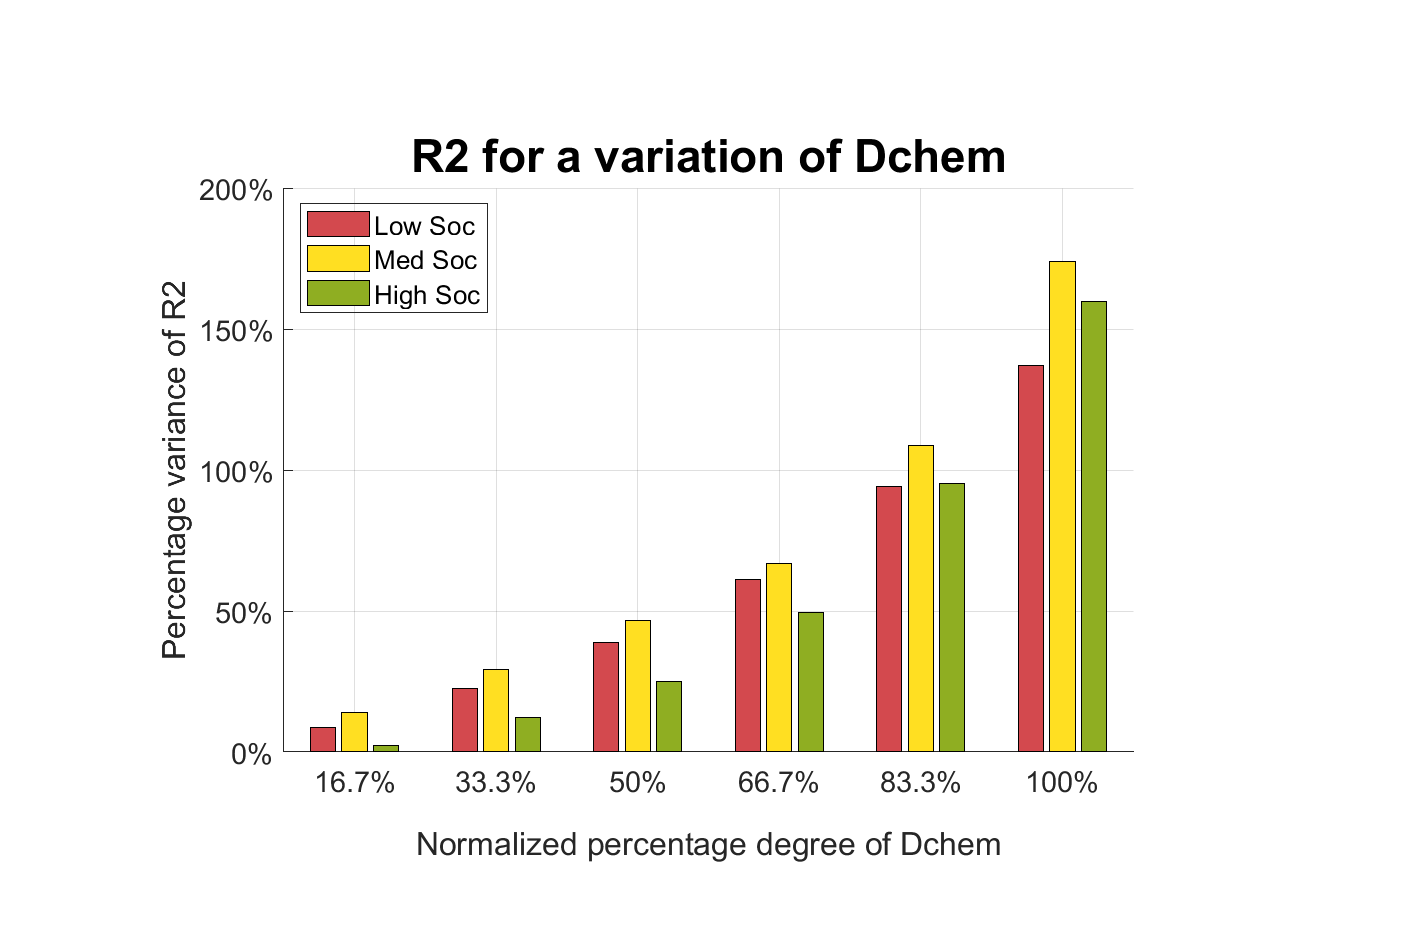 R2 for a variation of Dchem
200%
150%
100%
50%
0%
Percentage variance of R2
Low Soc
Med Soc
High Soc
16.7% 33.3% 50% 66.7% 83.3% 100%
Normalized percentage degree of Dchem